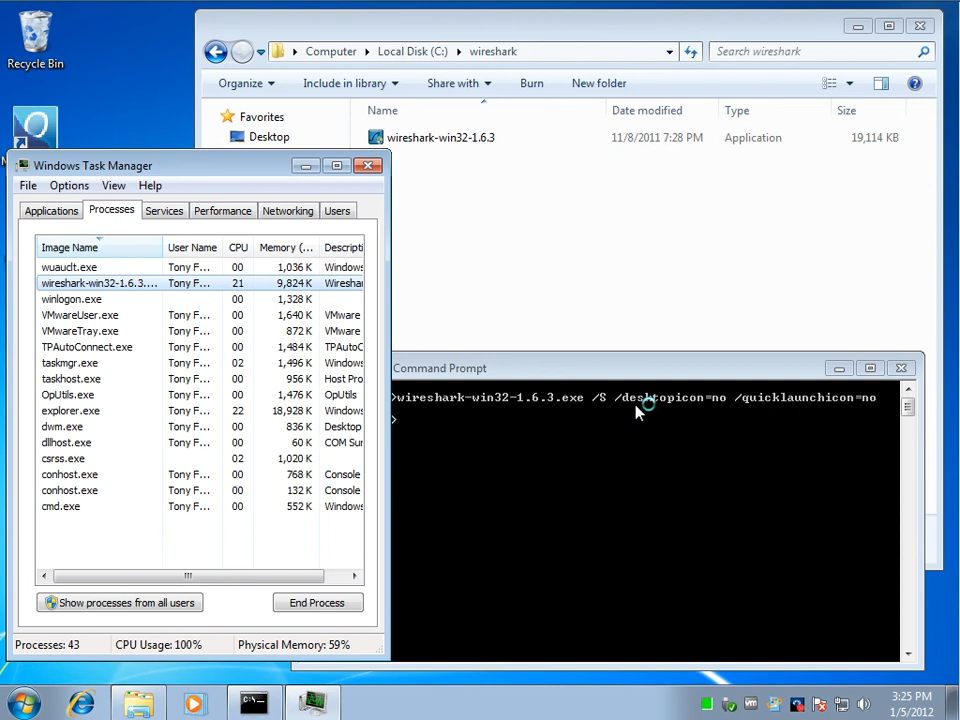 Recycle Bin
Computer Local Disk (C:) wireshark
Search wireshark
Organize Include in library Share with Burn New folder
Favorites
Desktop
Name Date modified Type Size
wireshark-win32-1.6.3 11/8/2011 7:28 PM Application 19,114 KB
Windows Task Manager
File Options View Help
Applications Processes Services Performance Networking Users
Image Name User Name CPU Memory (... Descripti
wuauclt.exe Tony F... 00 1,036 K Windows
wireshark-win32-1.6.3.... Tony F... 21 9,824 K Wireshar
winlogon.exe 00 1,328 K
VMwareUser.exe Tony F... 00 1,640 K VMware
VMwareTray.exe Tony F... 00 872 K VMware
TPAutoConnect.exe Tony F... 00 1,484 K TPAutoC
taskmgr.exe Tony F... 02 1,496 K Windows
taskhost.exe Tony F... 00 956 K Host Pro
OpUtils.exe Tony F... 00 1,476 K OpUtils
explorer.exe Tony F... 22 18,928 K Windows
dwm.exe Tony F... 00 836 K Desktop
dllhost.exe Tony F... 00 60 K COM Sur
csrss.exe 02 1,020 K
conhost.exe Tony F... 00 768 K Console
conhost.exe Tony F... 00 132 K Console
cmd.exe Tony F... 00 552 K Windows
Show processes from all users End Process
Processes: 43 CPU Usage: 100% Physical Memory: 59%
Command Prompt
>wireshark-win32-1.6.3.exe /S /desktopicon=no /quicklaunchicon=no
>
3:25 PM
1/5/2012